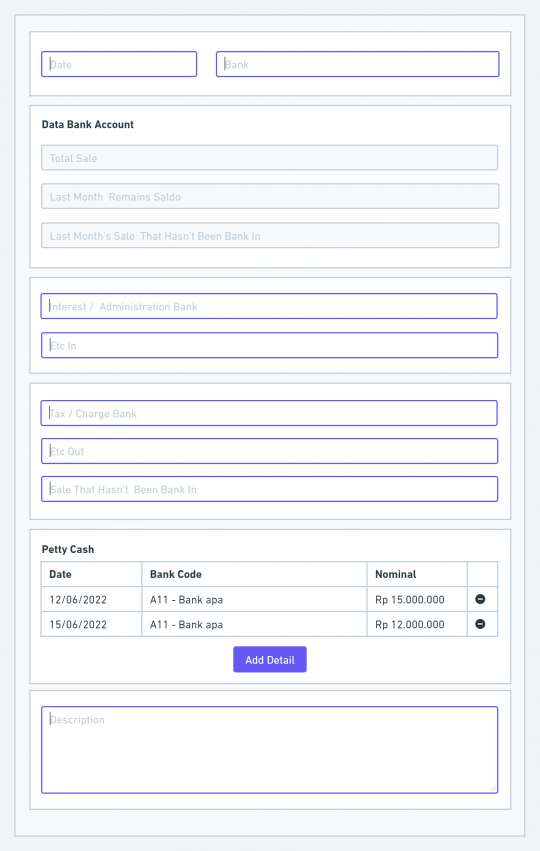 Date Bank
Data Bank Account
Total Sale
Last Month Remains Saldo
Last Month's Sale That Hasn't Been Bank In
Interest / Administration Bank
Etc In
Tax / Charge Bank
Etc Out
Sale That Hasn't Been Bank In
Petty Cash
Date Bank Code Nominal
12/06/2022 A11 - Bank apa Rp 15.000.000
15/06/2022 A11 - Bank apa Rp 12.000.000
Add Detail
Description